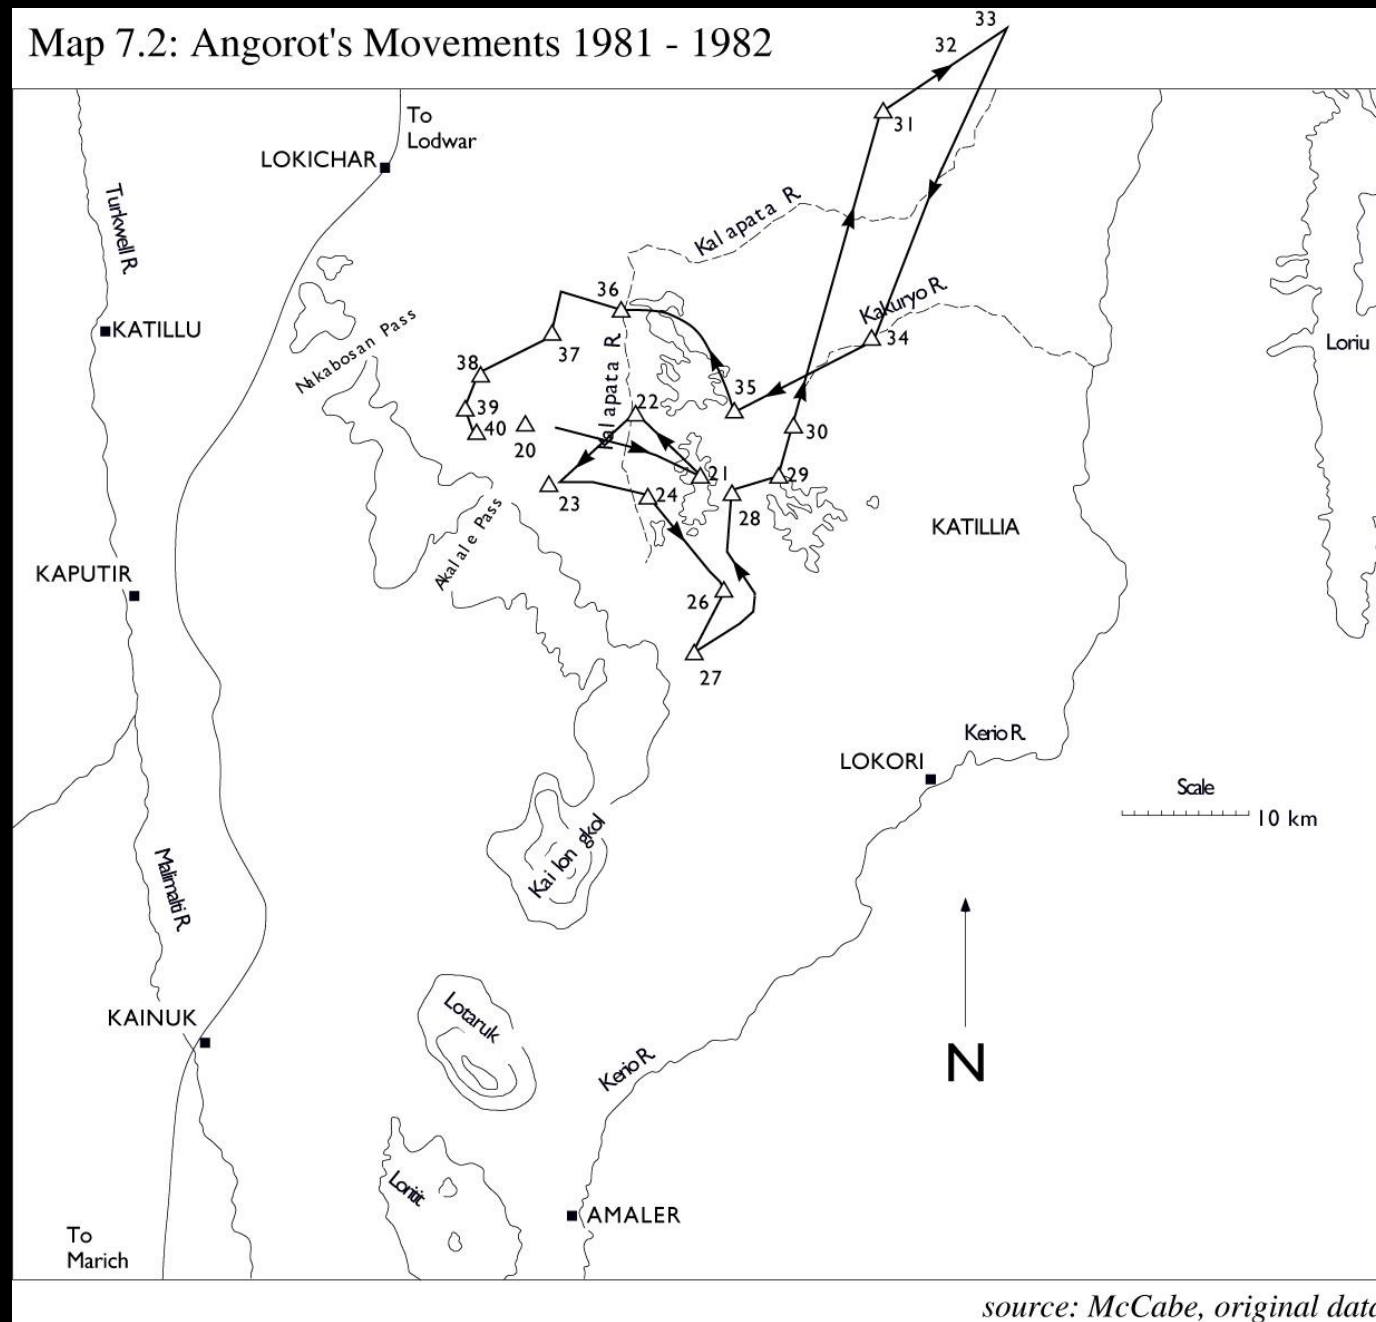 Map 7.2: Angorot's Movements 1981 - 1982
33
32
31
To
Lodwar
LOKICHAR
Turkwell R.
Kalapata R.
36
Kakuryo R.
KATILLU
Nakabosan Pass
37
34
Loriu
38
Kalapata R
35
39
22
40
20
30
21
29
23
24
28
Akalale Pass
KATILLIA
KAPUTIR
26
27
Kerio R.
LOKORI
Scale
10 km
Kailongkol
Malimalti R.
Lotaruk
KAINUK
N
Kerio R.
Loriit
AMALER
To
Marich
source: McCabe, original data